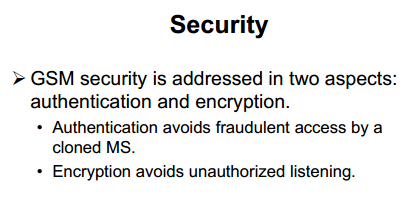 Security
➢ GSM security is addressed in two aspects:
authentication and encryption.
• Authentication avoids fraudulent access by a
cloned MS.
• Encryption avoids unauthorized listening.